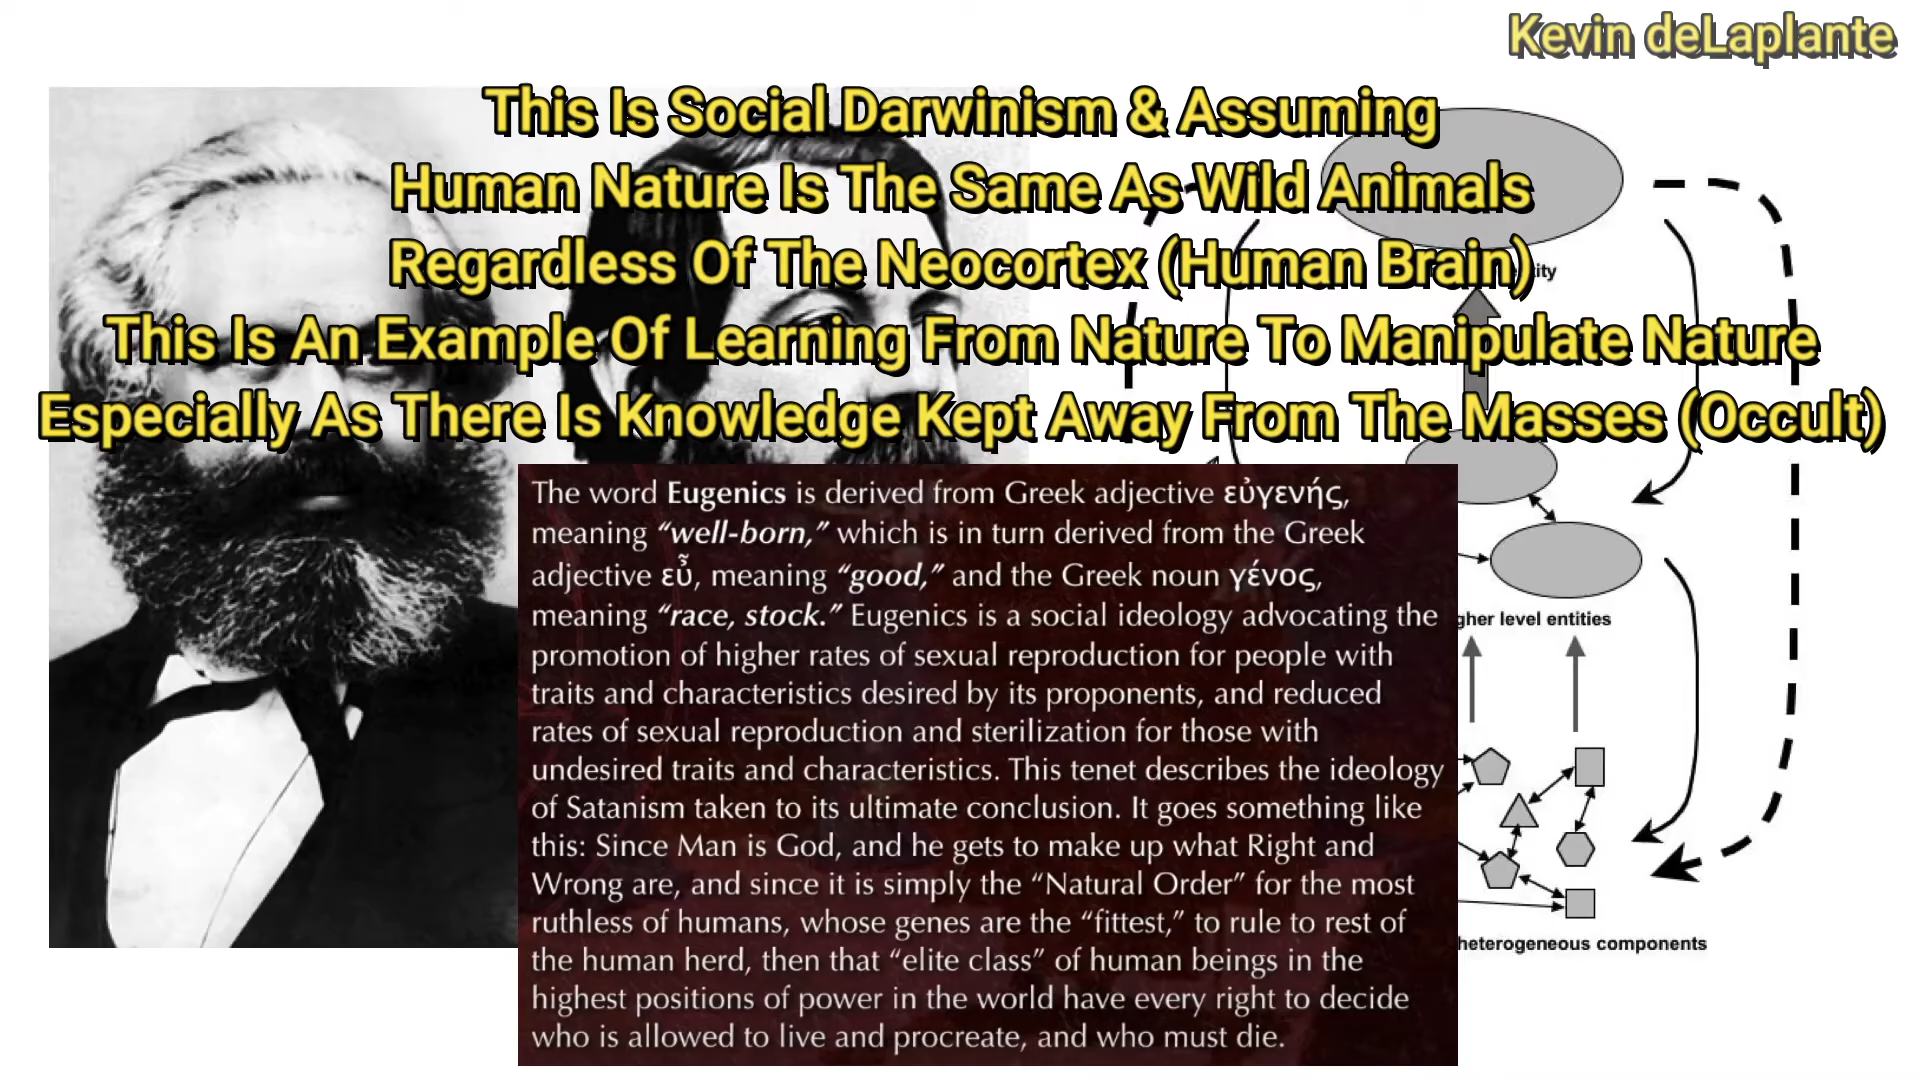 Kevin deLaplante
This Is Social Darwinism & Assuming
Human Nature Is The Same As Wild Animals
Regardless Of The Neocortex (Human Brain)
This Is An Example Of Learning From Nature To Manipulate Nature
Especially As There Is Knowledge Kept Away From The Masses (Occult)
The word Eugenics is derived from Greek adjective εὐγενής,
meaning “well-born,” which is in turn derived from the Greek
adjective εὖ, meaning “good,” and the Greek noun γένος,
meaning “race, stock.” Eugenics is a social ideology advocating the
promotion of higher rates of sexual reproduction for people with
traits and characteristics desired by its proponents, and reduced
rates of sexual reproduction and sterilization for those with
undesired traits and characteristics. This tenet describes the ideology
of Satanism taken to its ultimate conclusion. It goes something like
this: Since Man is God, and he gets to make up what Right and
Wrong are, and since it is simply the “Natural Order” for the most
ruthless of humans, whose genes are the “fittest,” to rule to rest of
the human herd, then that “elite class” of human beings in the
highest positions of power in the world have every right to decide
who is allowed to live and procreate, and who must die.
level entities
heterogeneous components